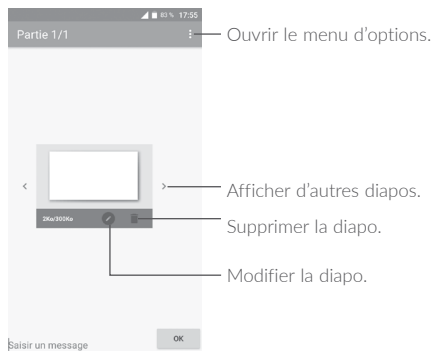 83 % 17:55
Partie 1/1
Ouvrir le menu d'options.
Afficher d'autres diapos.
2Ko/300Ko
Supprimer la diapo.
Modifier la diapo.
Saisir un message
OK